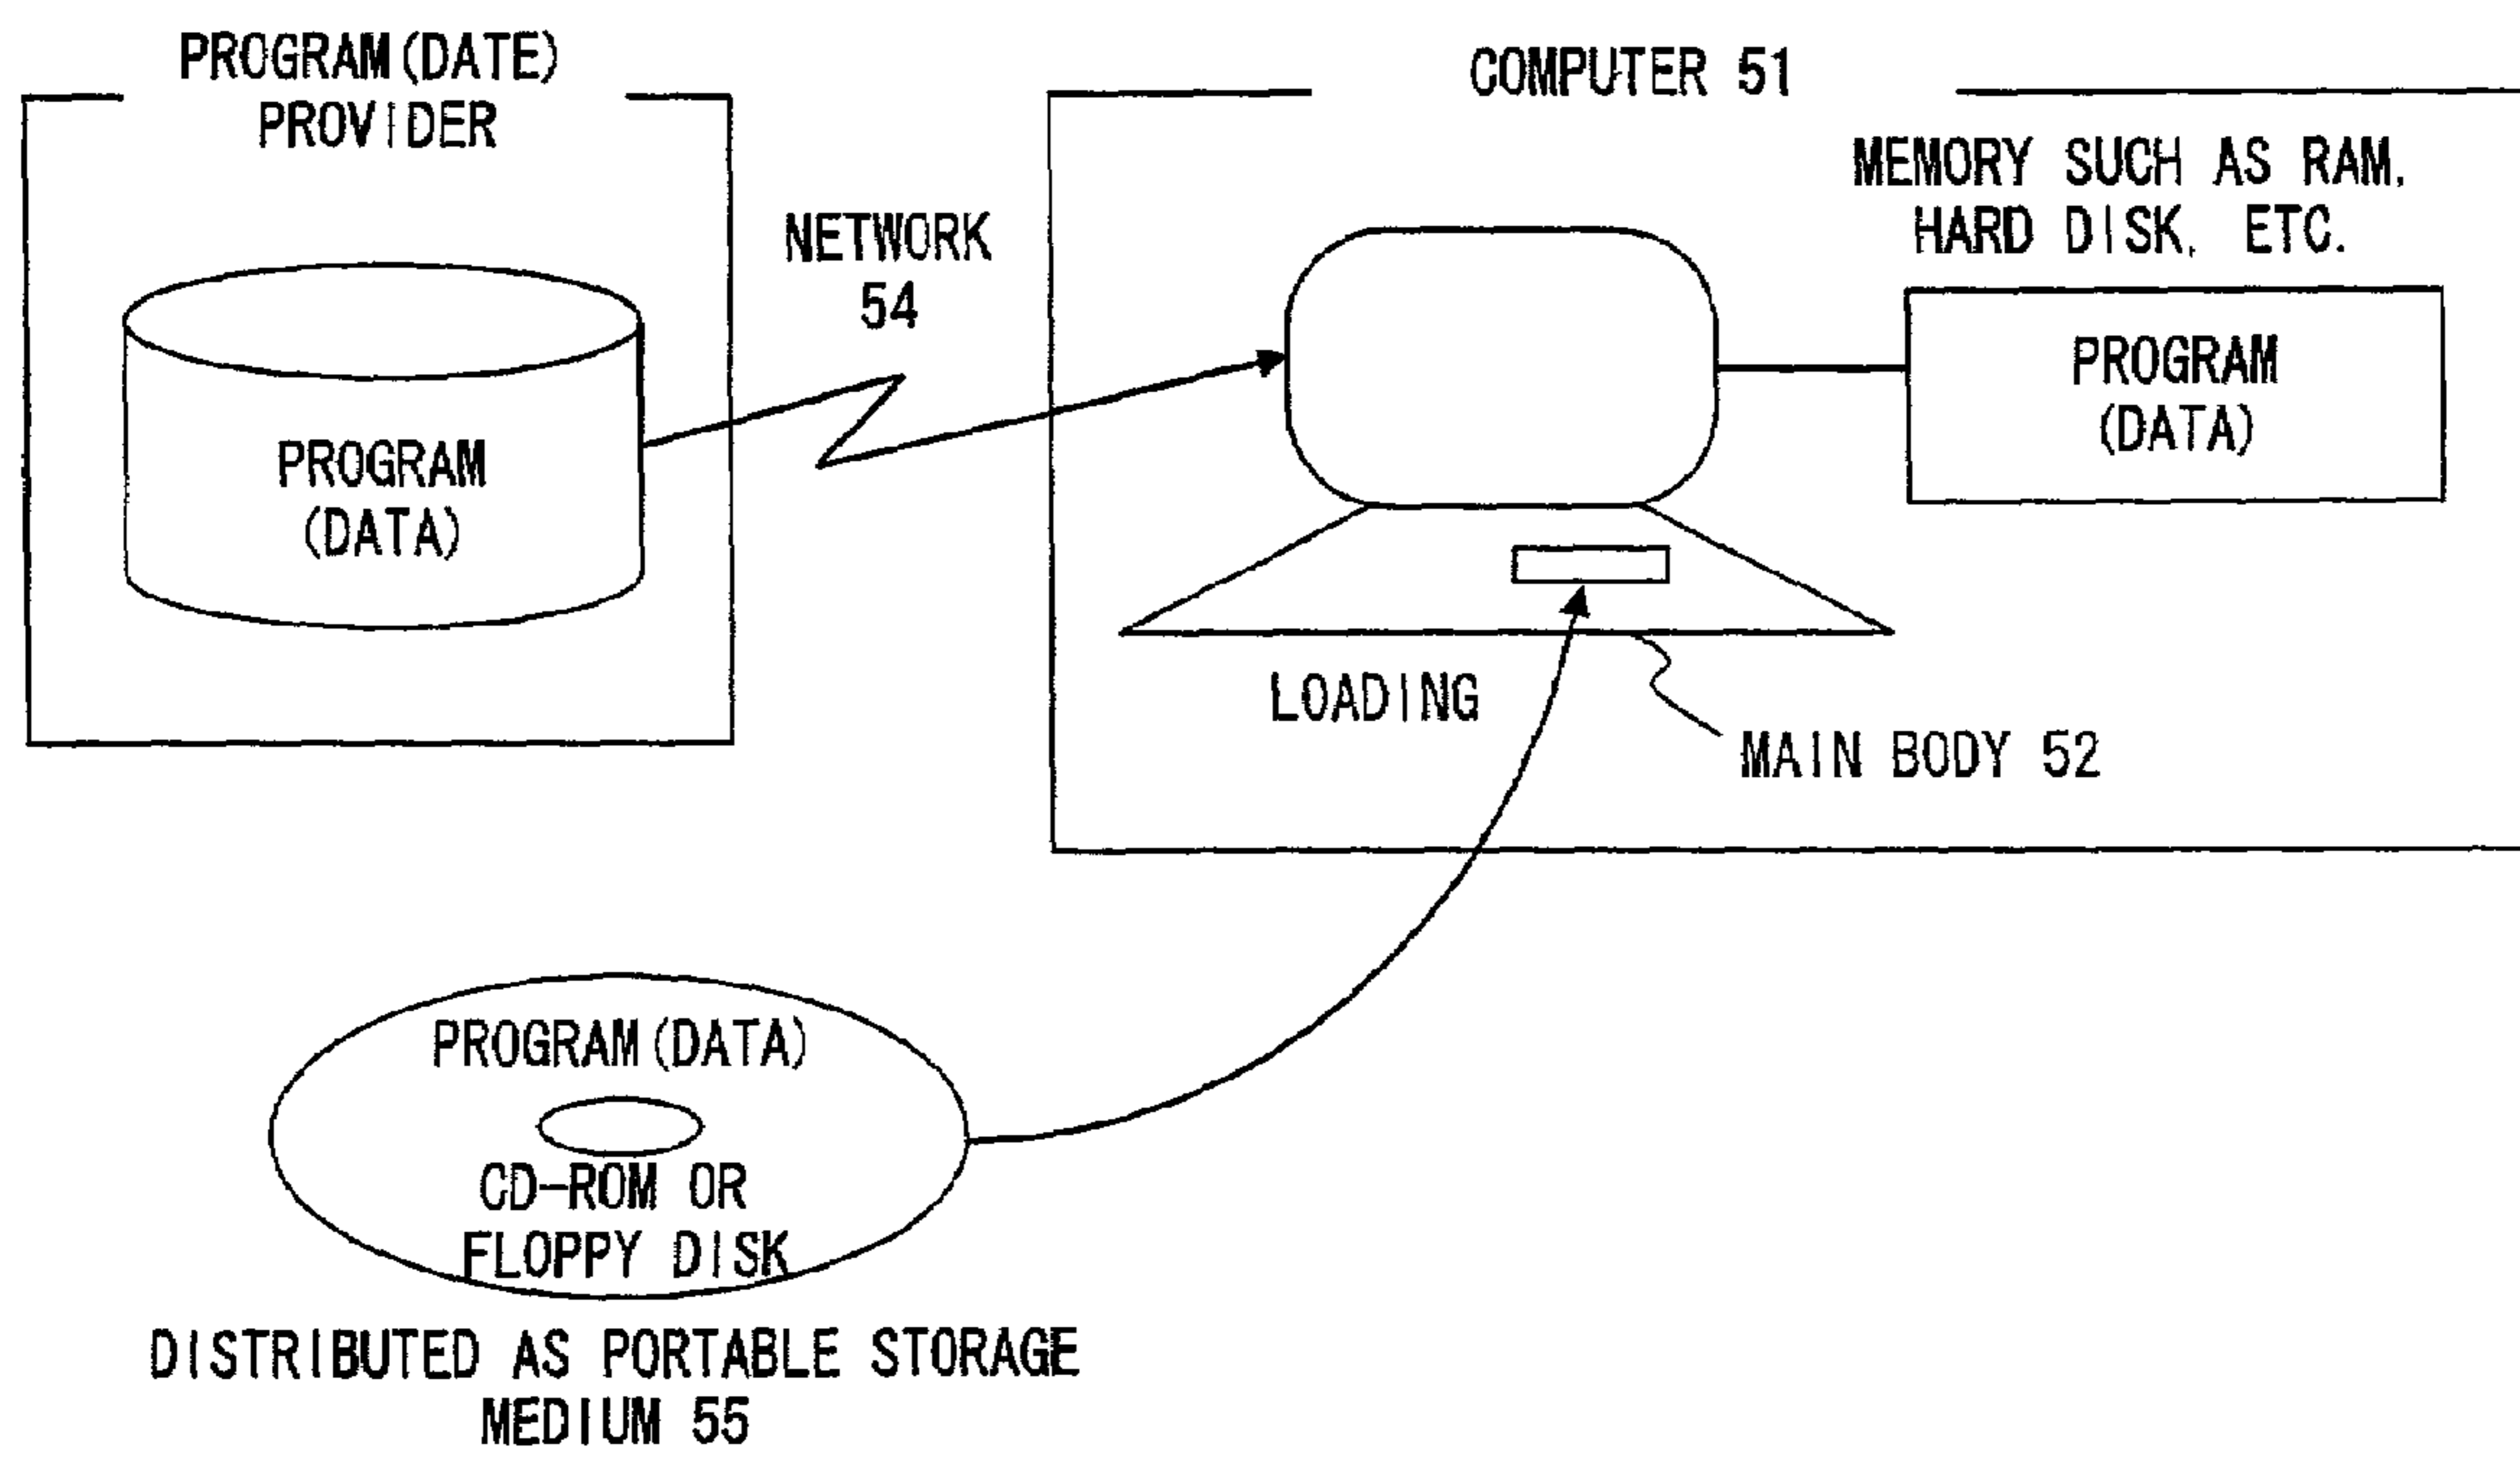 PROGRAM (DATE)
PROVIDER
PROGRAM
(DATA)
NETWORK
54
COMPUTER 51
MEMORY SUCH AS RAM,
HARD DISK, ETC.
PROGRAM
(DATA)
LOADING
MAIN BODY 52
PROGRAM (DATA)
CD-ROM OR
FLOPPY DISK
DISTRIBUTED AS PORTABLE STORAGE
MEDIUM 55